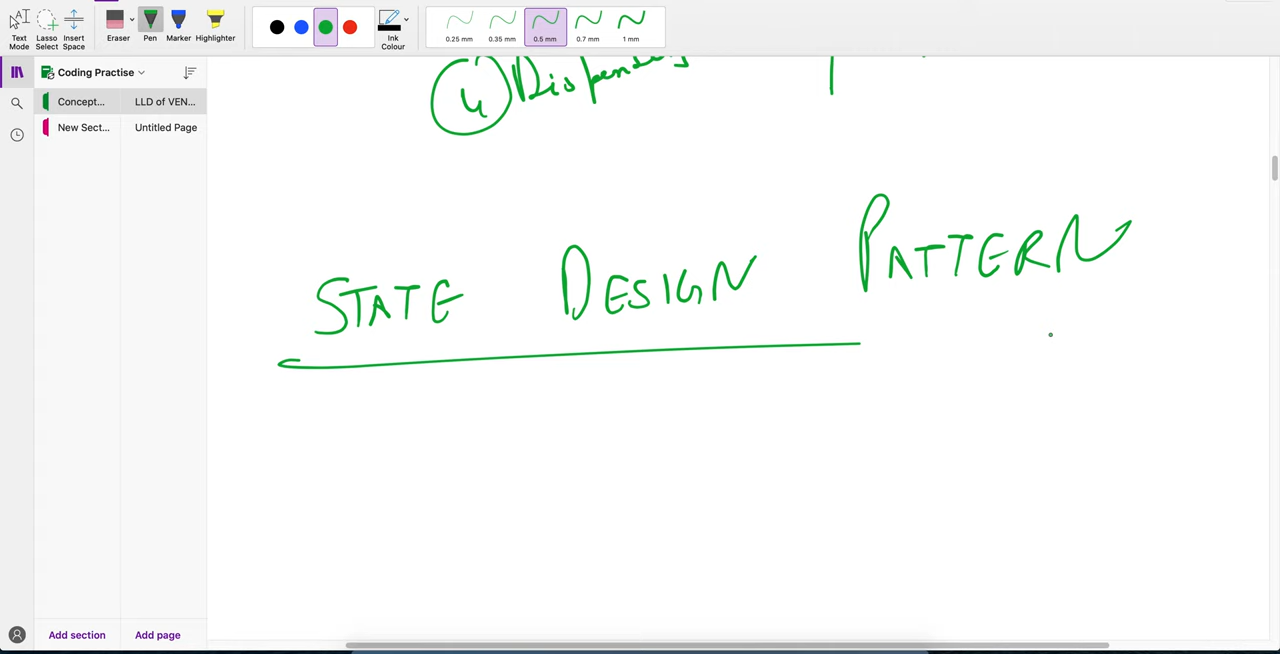 Text Mode
Lasso Select
Insert Space
Eraser
Pen
Marker
Highlighter
Ink Colour
0.25 mm
0.35 mm
0.5 mm
0.7 mm
1 mm
Coding Practise
Concept...
LLD of VEN...
New Sect...
Untitled Page
4
STATE DESIGN PATTERN
Add section
Add page